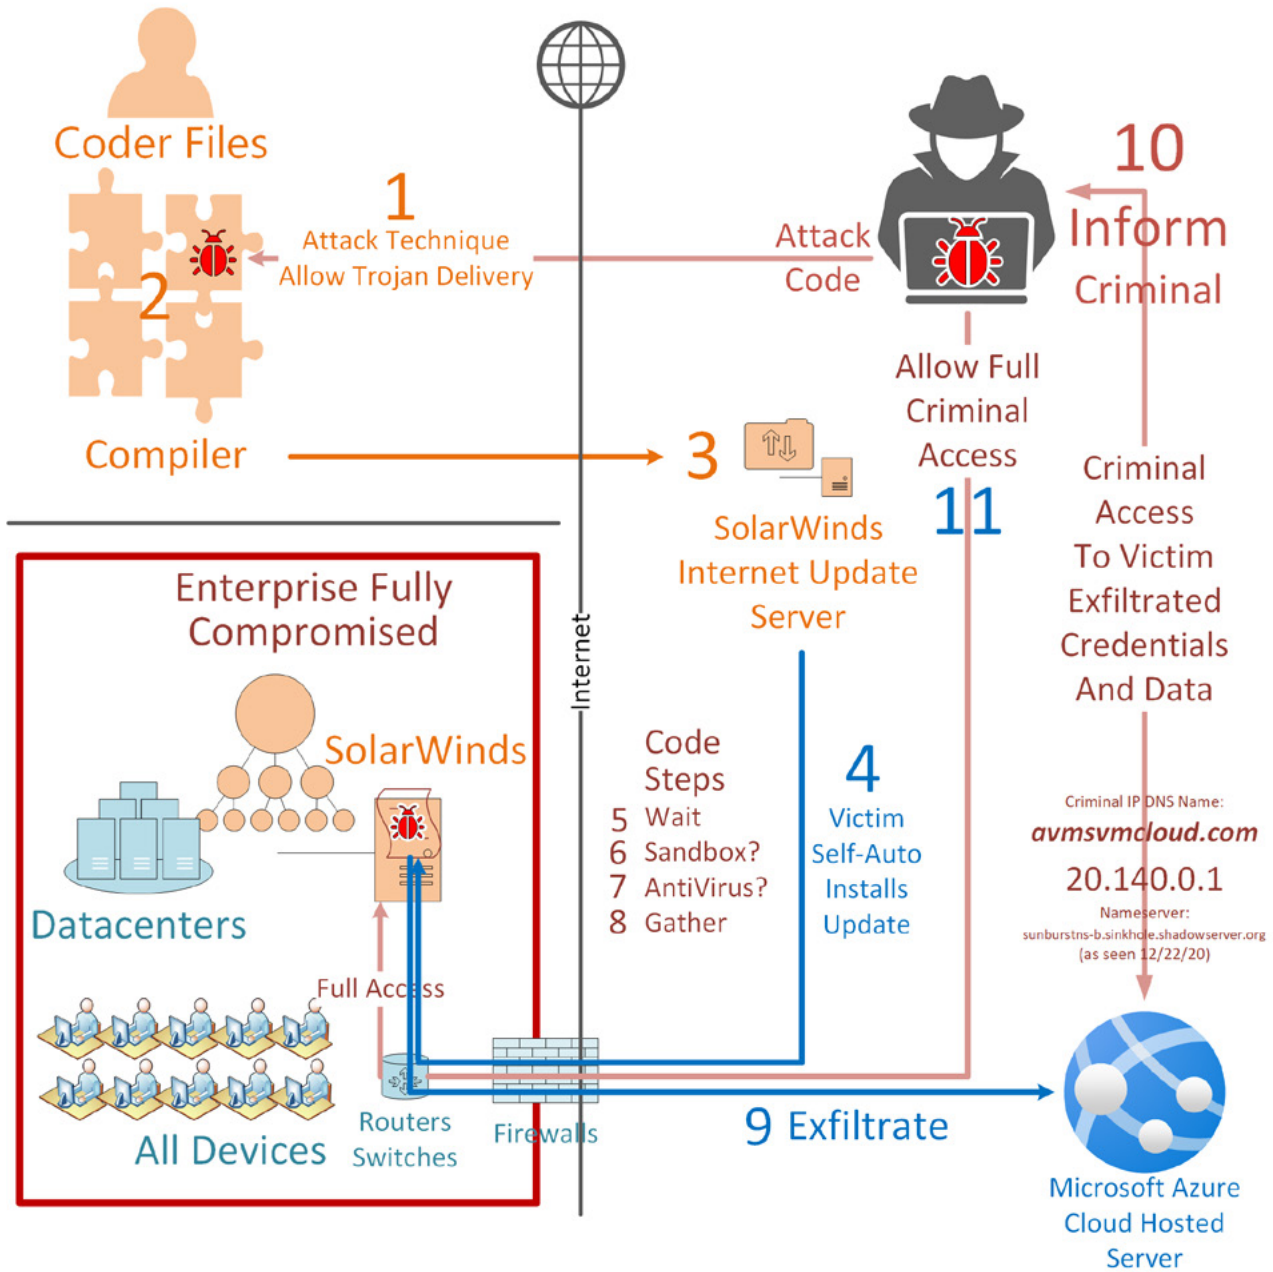 Coder Files
1
Attack Technique
Allow Trojan Delivery
2
Compiler
Attack
Code
10
Inform
Criminal
Allow Full
Criminal
Access
11
3
SolarWinds
Internet Update
Server
Criminal
Access
To Victim
Exfiltrated
Credentials
And Data
Internet
Enterprise Fully
Compromised
SolarWinds
Datacenters
Full Access
All Devices
Routers
Switches
Firewalls
Code
Steps
5 Wait
6 Sandbox?
7 AntiVirus?
8 Gather
4
Victim
Self-Auto
Installs
Update
Criminal IP DNS Name:
avmsvmcloud.com
20.140.0.1
Nameserver:
sunburstns-b.sinkhole.shadowserver.org
(as seen 12/22/20)
9 Exfiltrate
Microsoft Azure
Cloud Hosted
Server